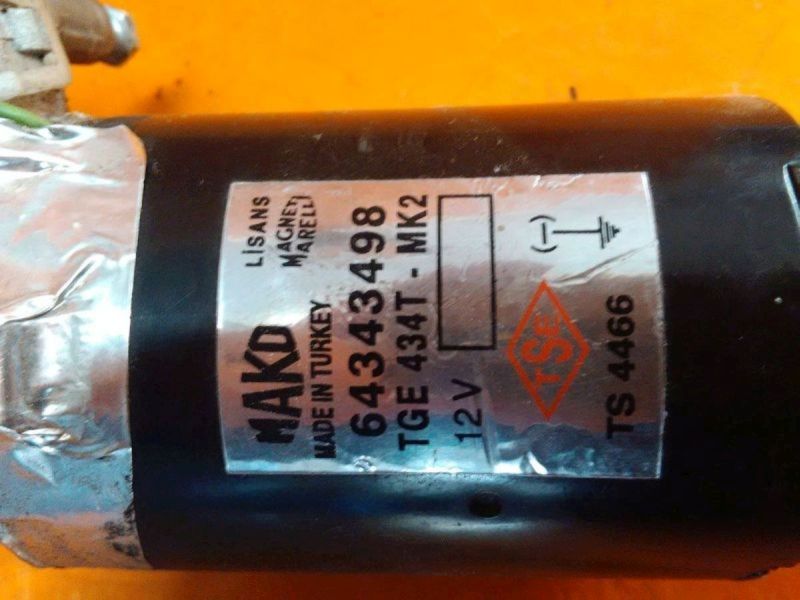 MAKO LİSANS
MAGNETI
MARELLI
MADE IN TURKEY
64343498
TGE 434T - MK2
12 V
TSE (-)
TS 4466